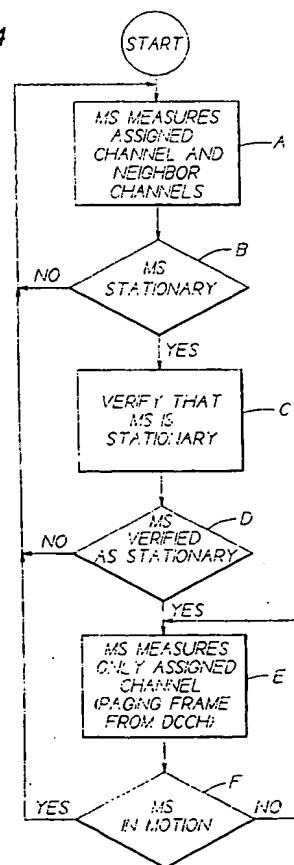 4
START
MS MEASURES
ASSIGNED
CHANNEL AND
NEIGHBOR
CHANNELS
A
B
MS
STATIONARY
NO
YES
VERIFY THAT
MS IS
STATIONARY
C
D
MS
VERIFIED
AS STATIONARY
NO
YES
MS MEASURES
ONLY ASSIGNED
CHANNEL
(PAGING FRAME
FROM DCCH)
E
F
MS
IN MOTION
YES
NO